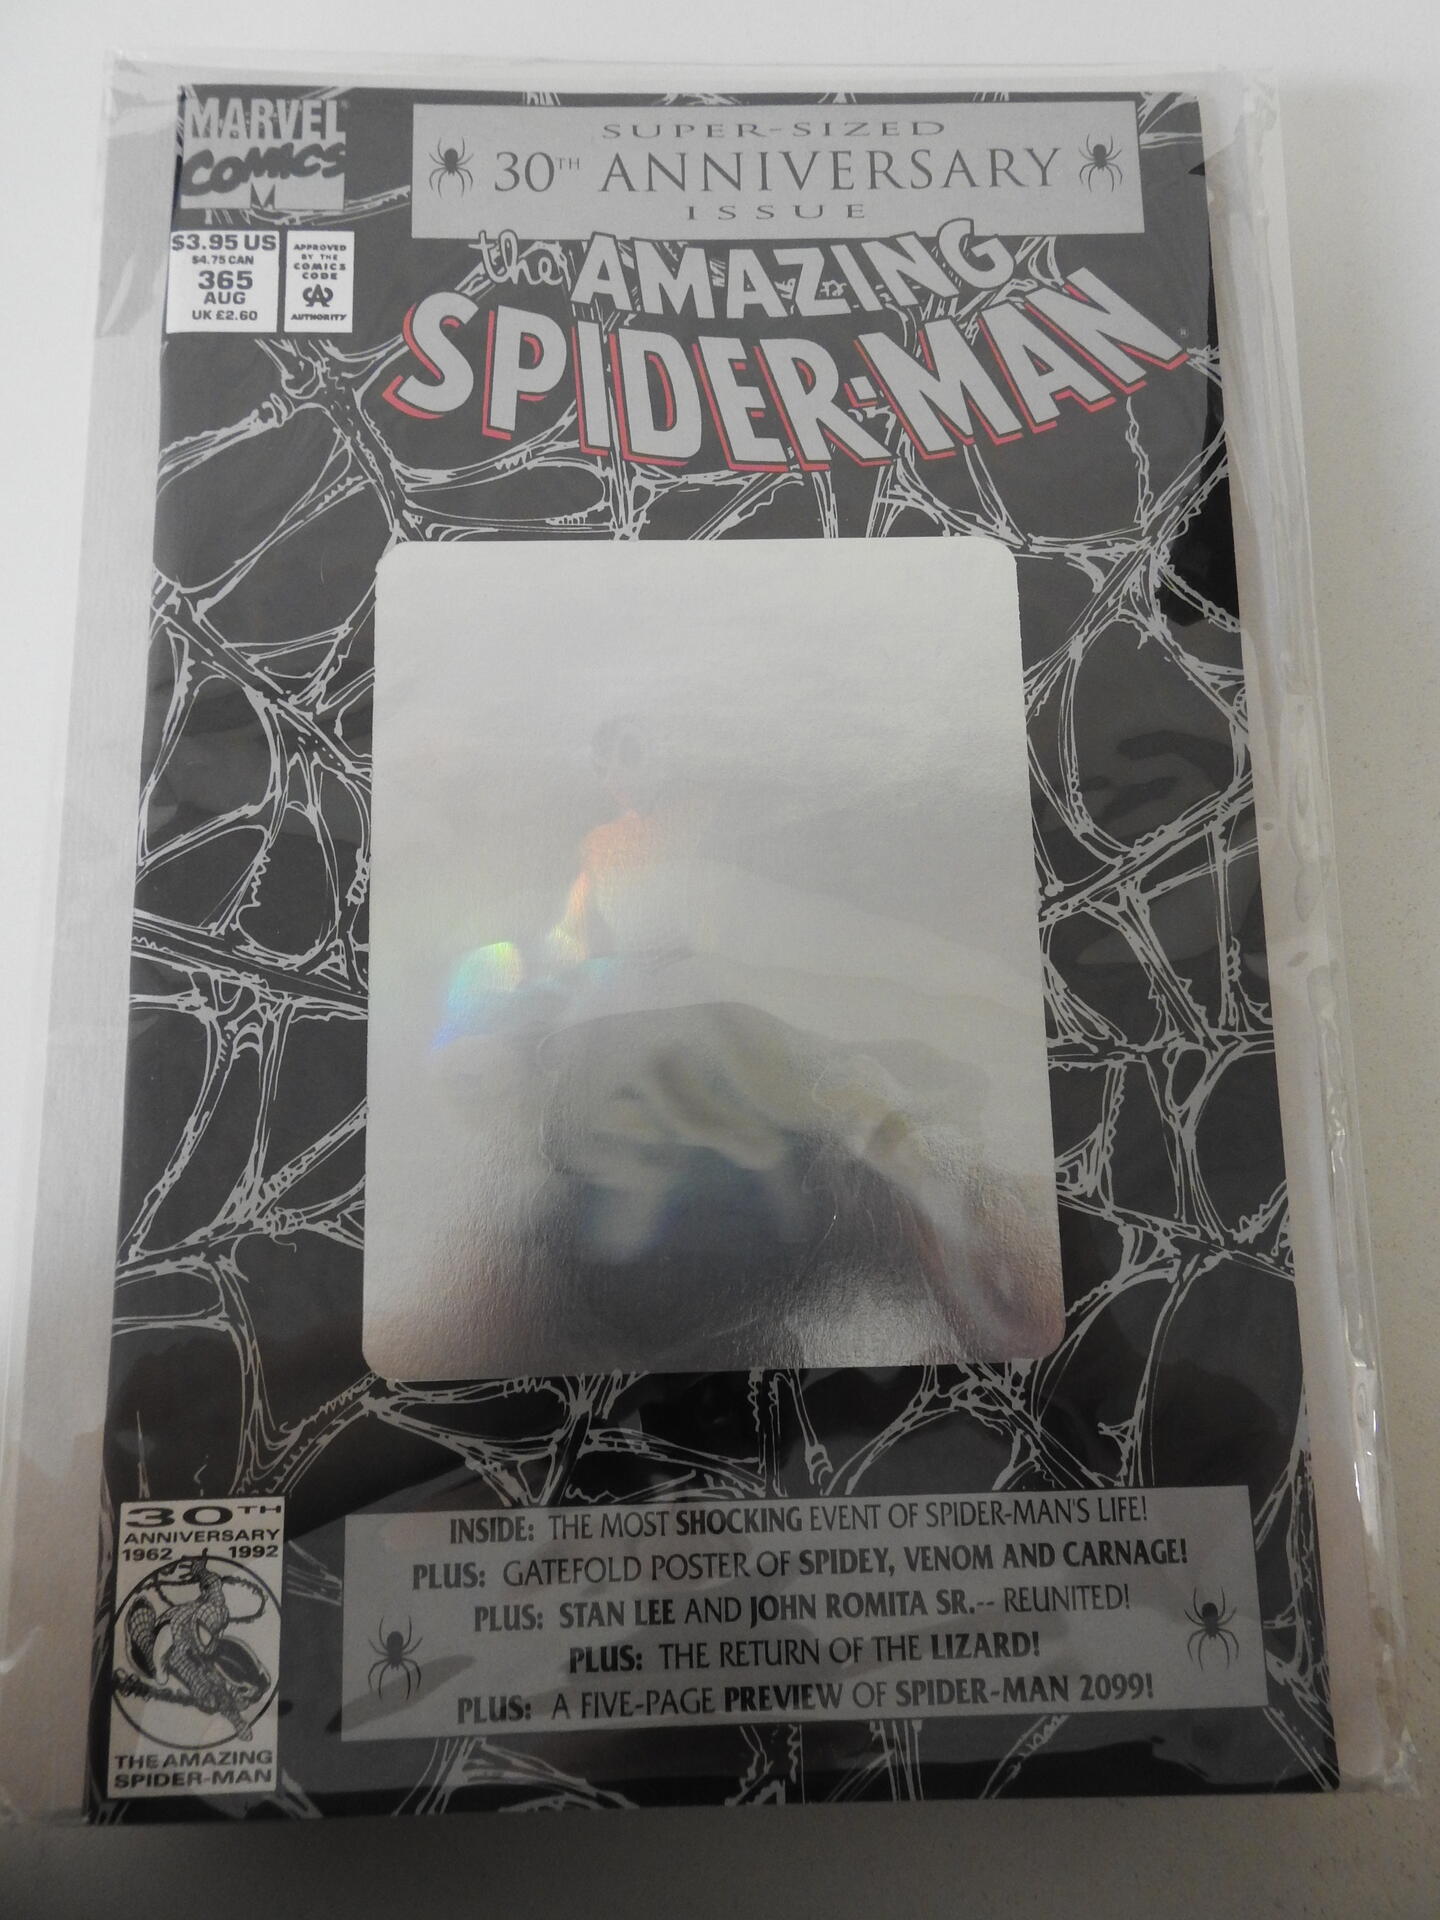 MARVEL
COMICS
M
$3.95 US
$4.75 CAN
365
AUG
UK £2.60
APPROVED
BY THE
COMICS
CODE
CA
AUTHORITY
SUPER-SIZED
30TH ANNIVERSARY
ISSUE
the AMAZING
SPIDER-MAN®
30TH
ANNIVERSARY
1962 1992
THE AMAZING
SPIDER-MAN
INSIDE: THE MOST SHOCKING EVENT OF SPIDER-MAN'S LIFE!
PLUS: GATEFOLD POSTER OF SPIDEY, VENOM AND CARNAGE!
PLUS: STAN LEE AND JOHN ROMITA SR.-- REUNITED!
PLUS: THE RETURN OF THE LIZARD!
PLUS: A FIVE-PAGE PREVIEW OF SPIDER-MAN 2099!